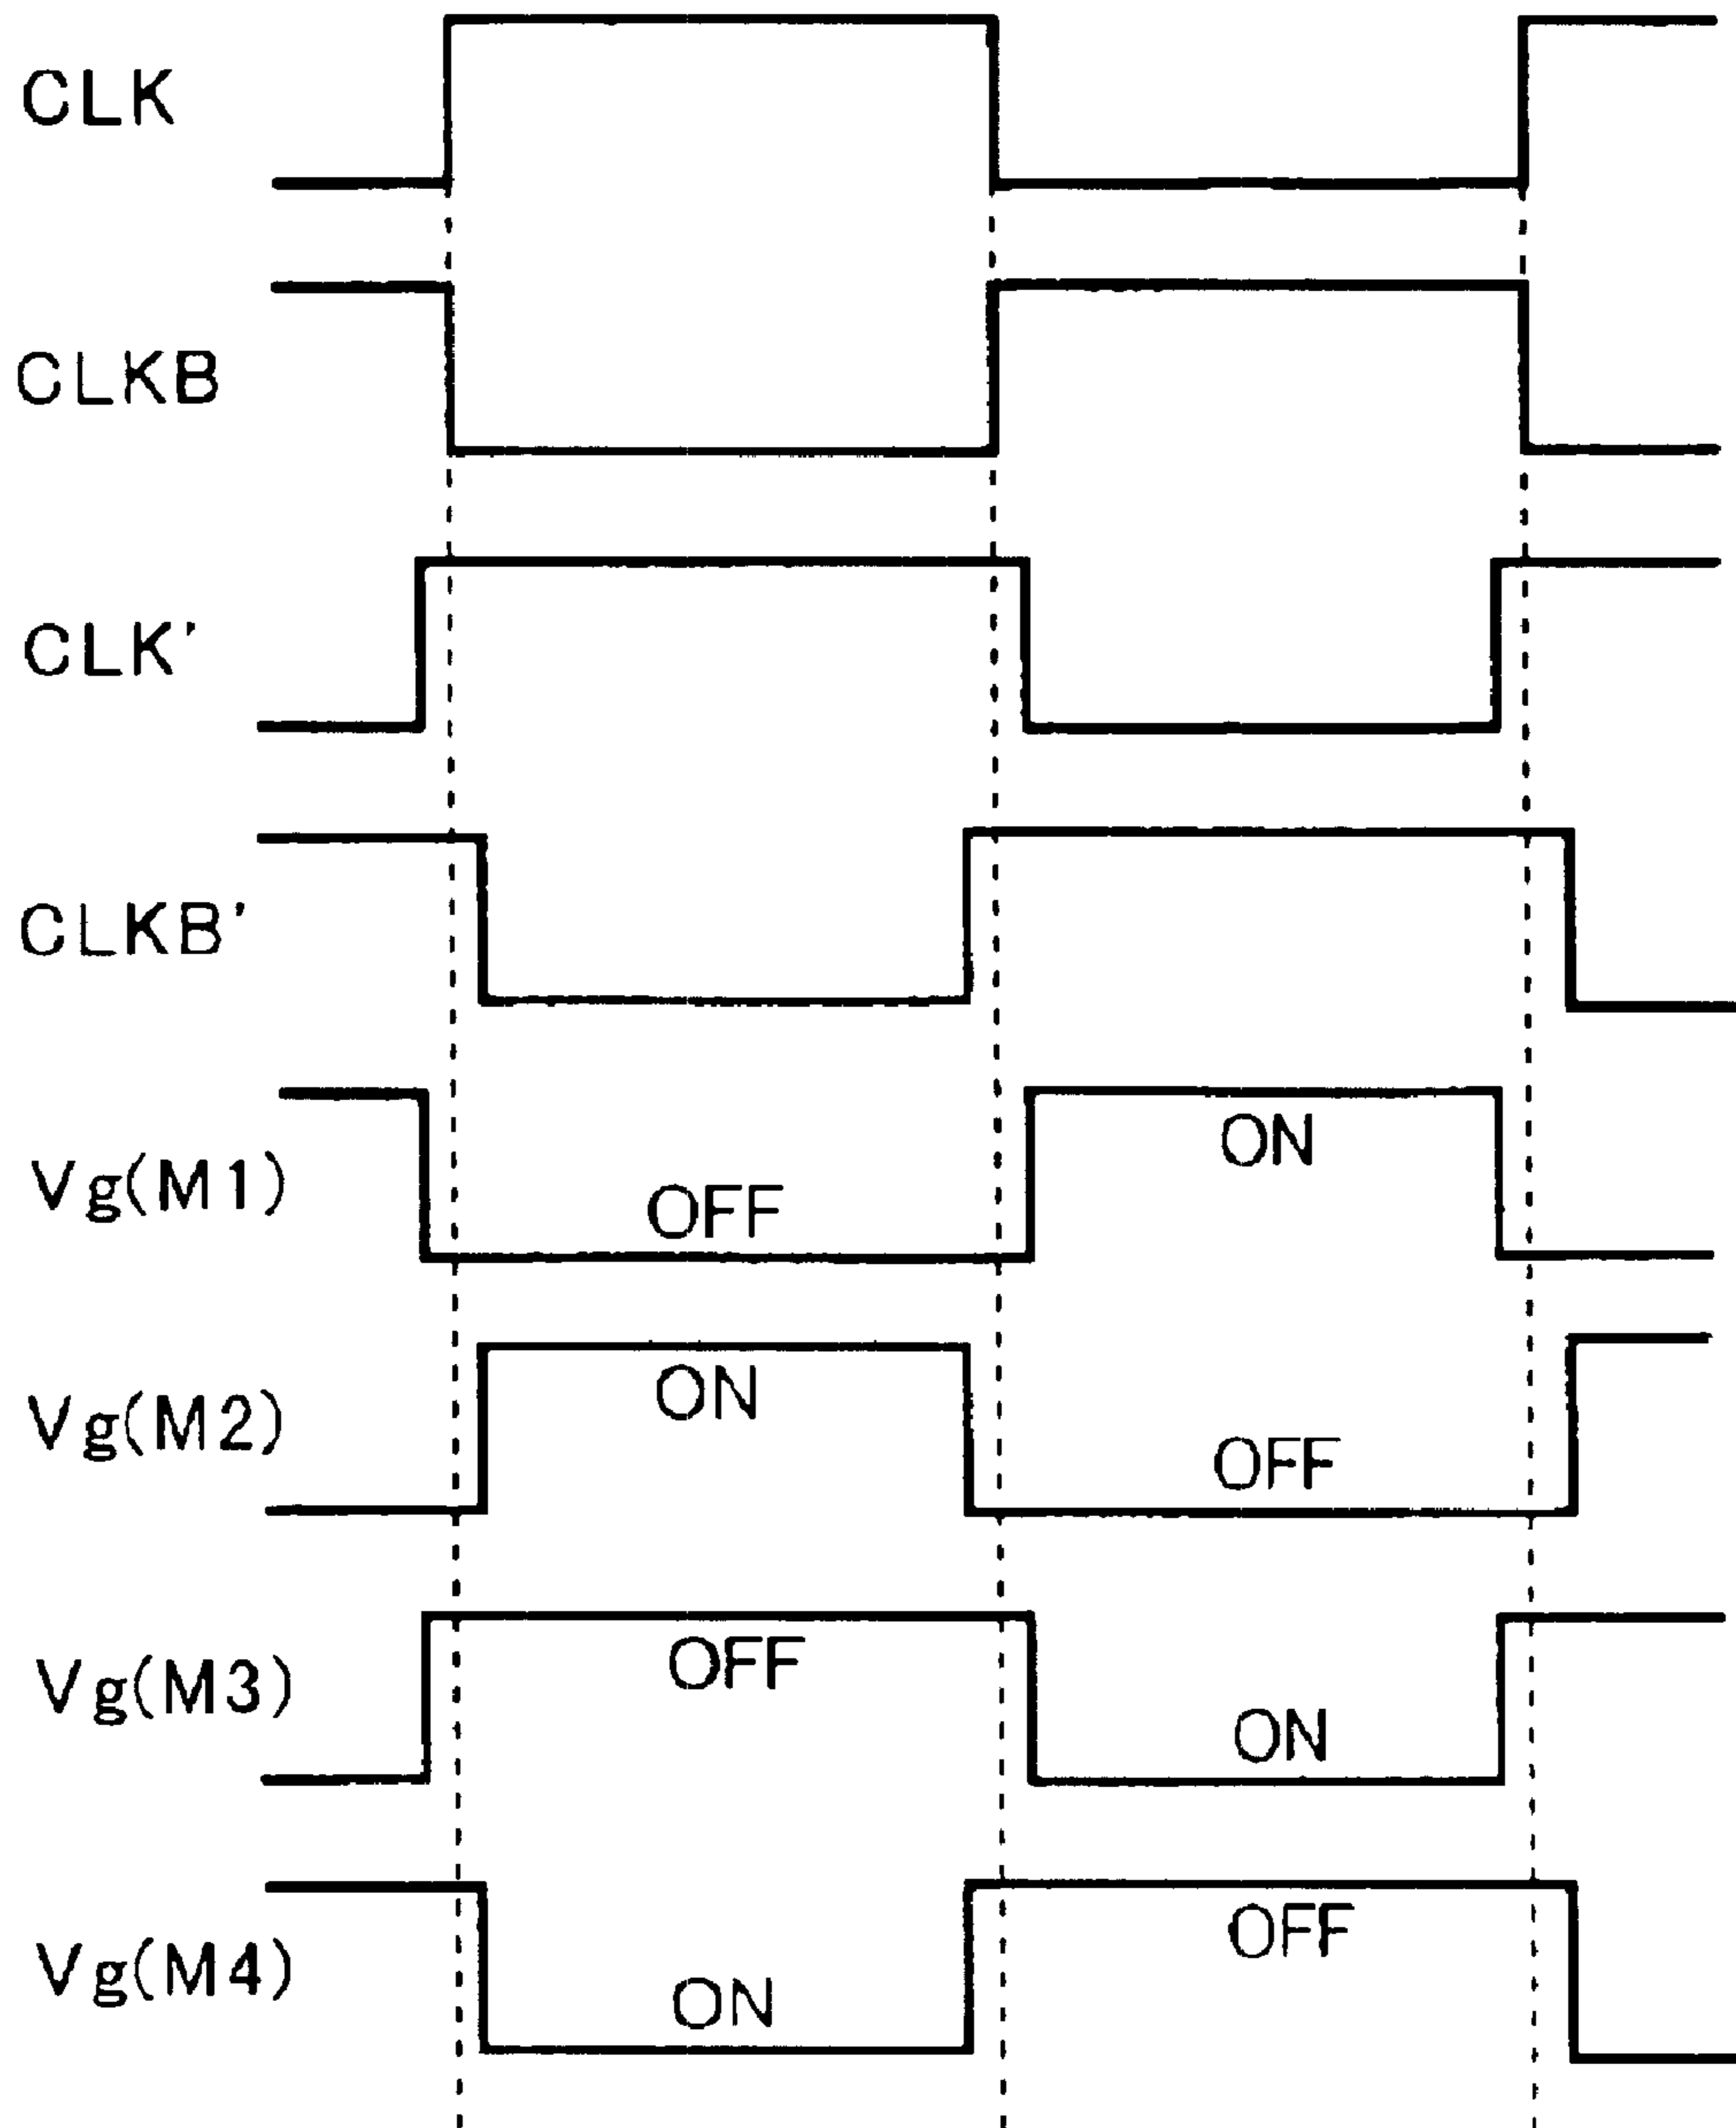 CLK
CLKB
CLK'
CLKB'
Vg(M1)
OFF
ON
Vg(M2)
ON
OFF
Vg(M3)
OFF
ON
Vg(M4)
ON
OFF